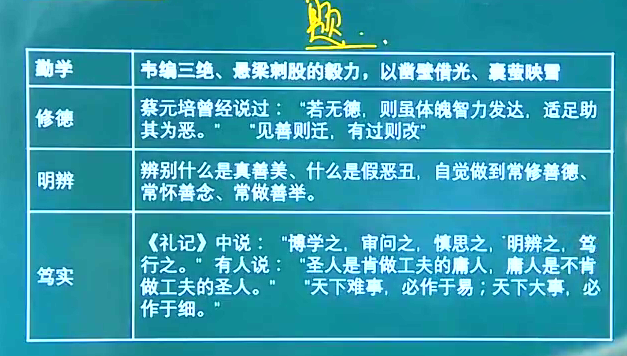 题
勤学
韦编三绝、悬梁刺股的毅力，以凿壁借光、囊萤映雪
修德
蔡元培曾经说过：“若无德，则虽体魄智力发达，适足助
其为恶。” “见善则迁，有过则改”
明辨
辨别什么是真善美、什么是假恶丑，自觉做到常修善德、
常怀善念、常做善举。
笃实
《礼记》中说：“博学之，审问之，慎思之，明辨之，笃
行之。”有人说：“圣人是肯做工夫的庸人，庸人是不肯
做工夫的圣人。” “天下难事，必作于易；天下大事，必
作于细。”